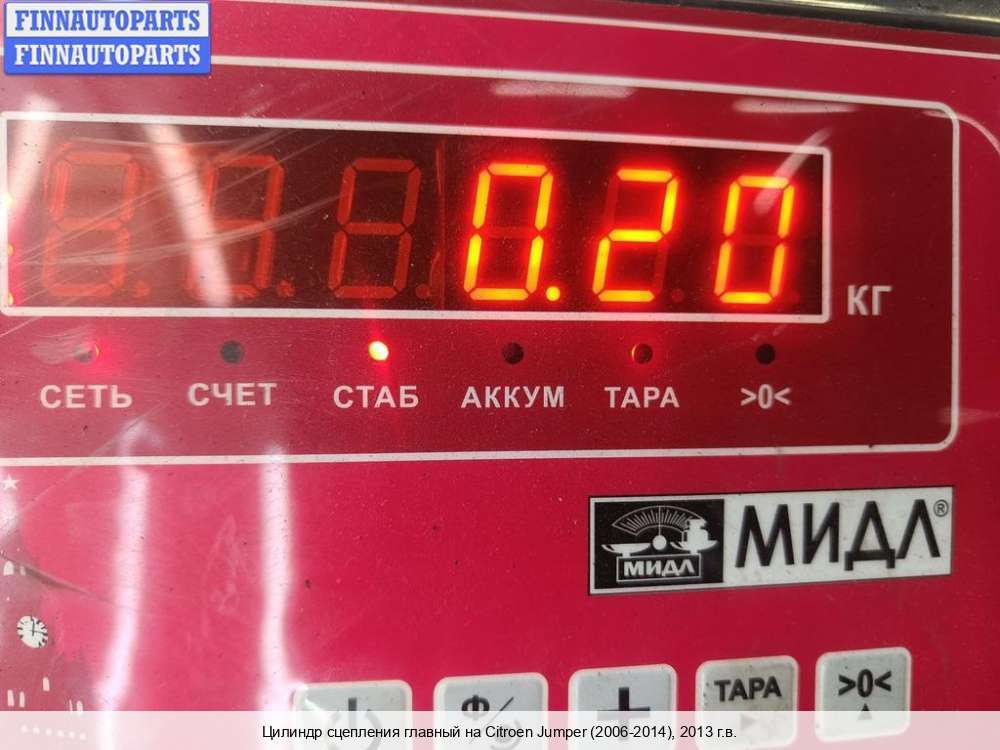 FINNAUTOPARTS
FINNAUTOPARTS
0.20
КГ
СЕТЬ СЧЕТ СТАБ АККУМ ТАРА >0<
МИДЛ МИДЛ®
Ф/ + ТАРА >0<
Цилиндр сцепления главный на Citroen Jumper (2006-2014), 2013 г.в.